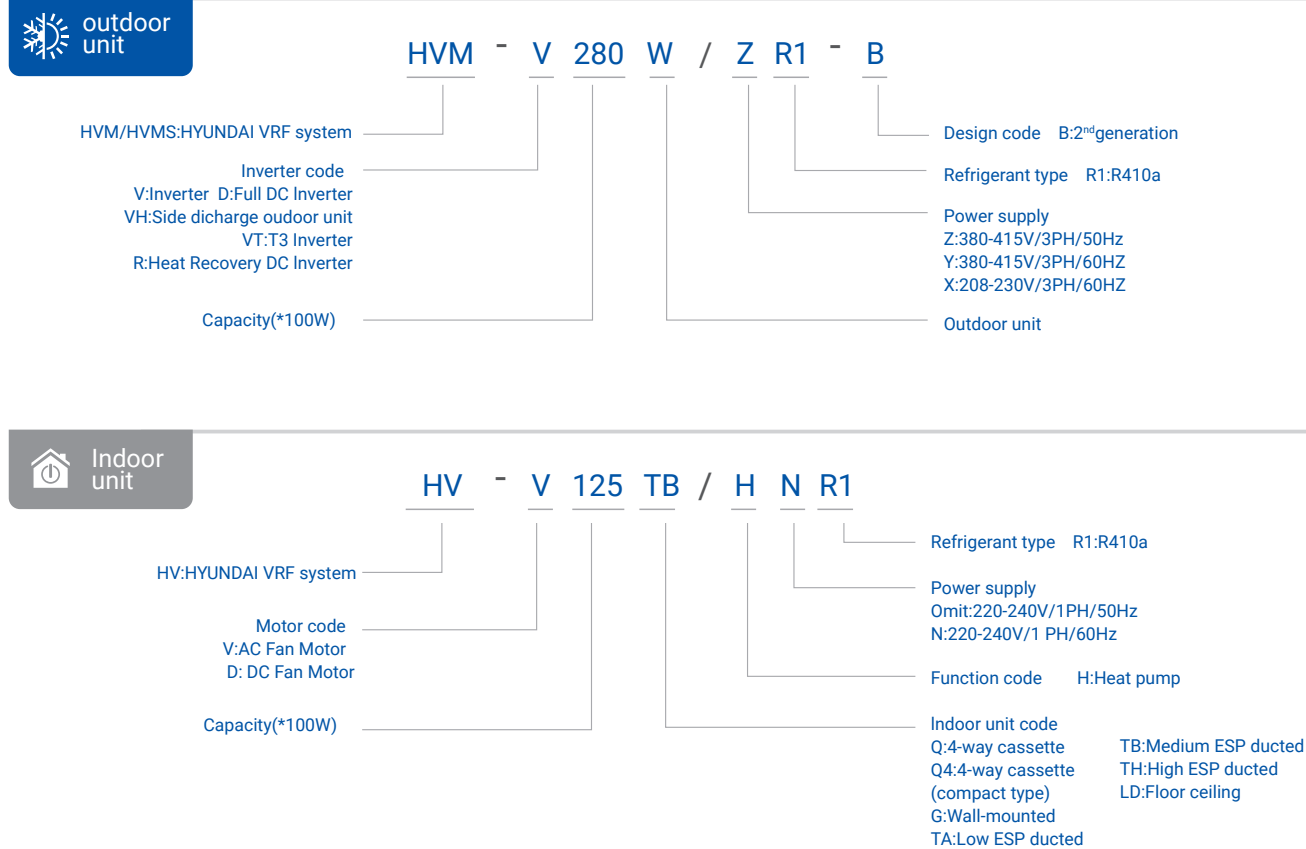 outdoor
unit
HVM - V 280 W / Z R1 - B
HVM/HVMS:HYUNDAI VRF system
Inverter code
V:Inverter D:Full DC Inverter
VH:Side dicharge oudoor unit
VT:T3 Inverter
R:Heat Recovery DC Inverter
Capacity(*100W)
Design code B:2ndgeneration
Refrigerant type R1:R410a
Power supply
Z:380-415V/3PH/50Hz
Y:380-415V/3PH/60HZ
X:208-230V/3PH/60HZ
Outdoor unit
Indoor
unit
HV - V 125 TB / H N R1
HV:HYUNDAI VRF system
Motor code
V:AC Fan Motor
D: DC Fan Motor
Capacity(*100W)
Refrigerant type R1:R410a
Power supply
Omit:220-240V/1PH/50Hz
N:220-240V/1 PH/60Hz
Function code H:Heat pump
Indoor unit code
Q:4-way cassette
Q4:4-way cassette
(compact type)
G:Wall-mounted
TA:Low ESP ducted
TB:Medium ESP ducted
TH:High ESP ducted
LD:Floor ceiling